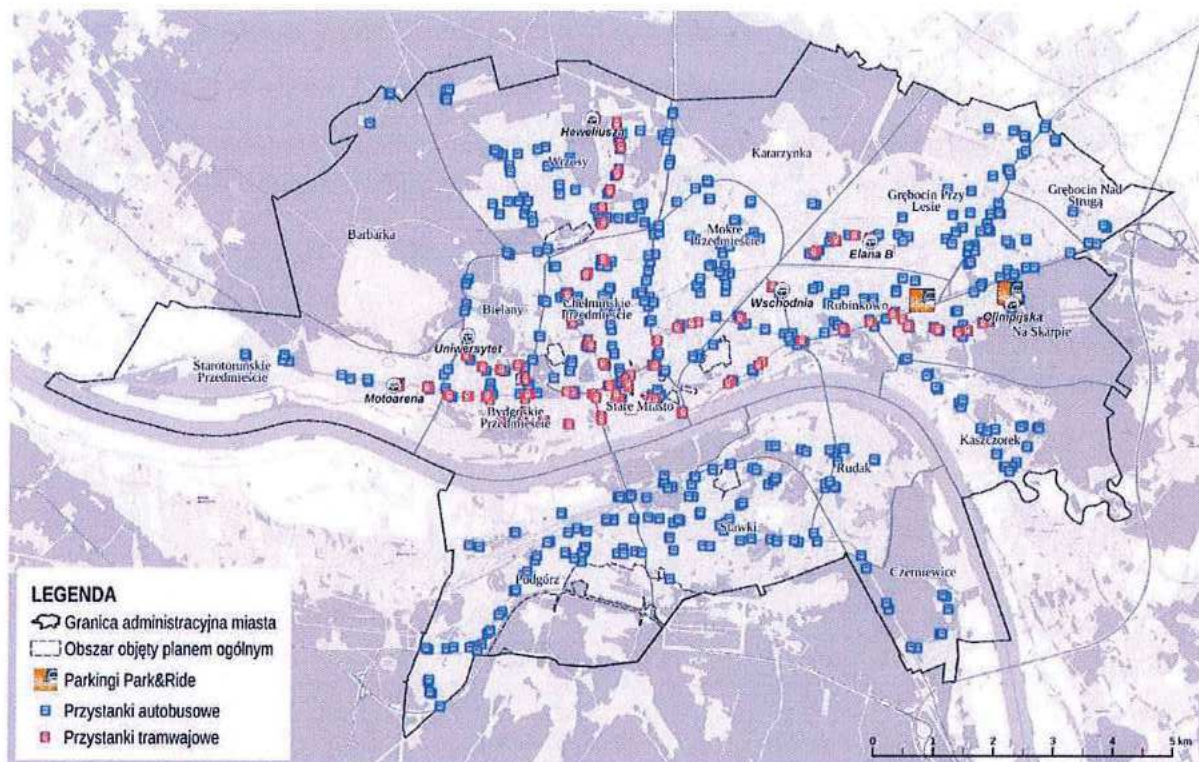 Heweliusza
Wrzosy
Katarzynka
Grębocin Przy
Lesie
Grębocin Nad
Strugą
Barbarka
Mokre
Przedmieście
Elana B
Bielany
Chełmińskie
Przedmieście
Wschodnia
Rubinkowo
Olimpijska
Na Skarpie
Uniwersytet
Starotoruńskie
Przedmieście
Motoarena
Bydgoskie
Przedmieście
Stare Miasto
Kaszczorek
Rudak
Stawki
Podgórz
Czerniewice
LEGENDA
Granica administracyjna miasta
Obszar objęty planem ogólnym
Parkingi Park&Ride
Przystanki autobusowe
Przystanki tramwajowe
0 1 2 3 4 5 km